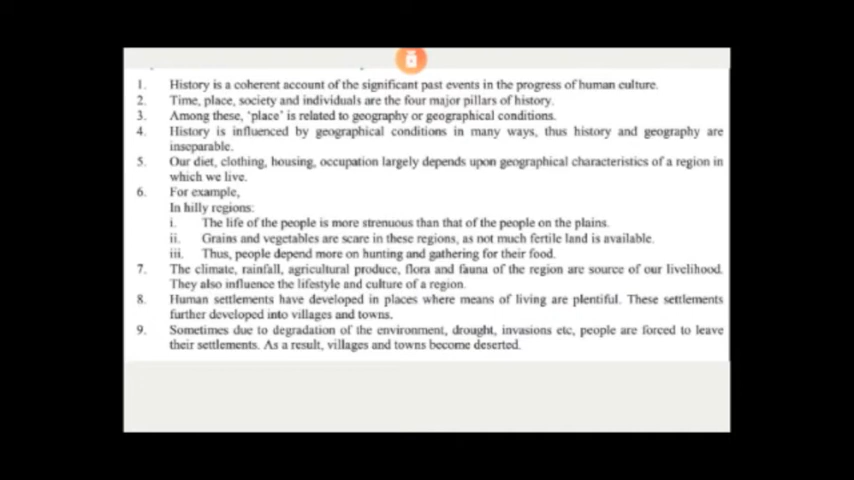 1. History is a coherent account of the significant past events in the progress of human culture.
2. Time, place, society and individuals are the four major pillars of history.
3. Among these, 'place' is related to geography or geographical conditions.
4. History is influenced by geographical conditions in many ways, thus history and geography are
inseparable.
5. Our diet, clothing, housing, occupation largely depends upon geographical characteristics of a region in
which we live.
6. For example,
In hilly regions:
i. The life of the people is more strenuous than that of the people on the plains.
ii. Grains and vegetables are scare in these regions, as not much fertile land is available.
iii. Thus, people depend more on hunting and gathering for their food.
7. The climate, rainfall, agricultural produce, flora and fauna of the region are source of our livelihood.
They also influence the lifestyle and culture of a region.
8. Human settlements have developed in places where means of living are plentiful. These settlements
further developed into villages and towns.
9. Sometimes due to degradation of the environment, drought, invasions etc, people are forced to leave
their settlements. As a result, villages and towns become deserted.